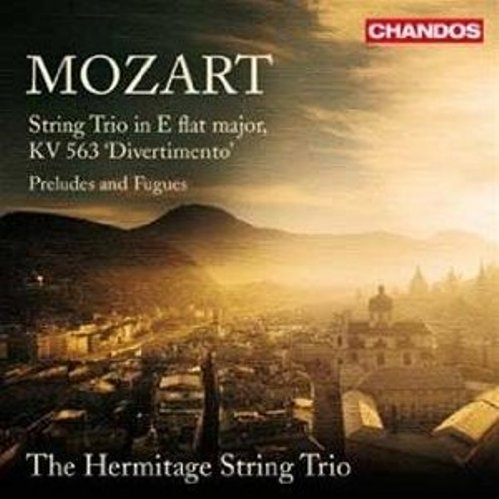 CHANDOS
MOZART
String Trio in E flat major,
KV 563 ‘Divertimento’
Preludes and Fugues
The Hermitage String Trio